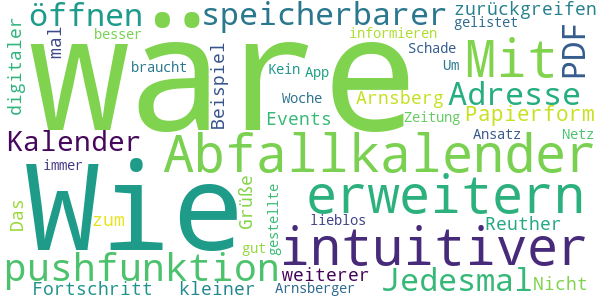 öffnen
speicherbarer
zurückgreifen
gelistet
mal
besser
informieren
Mit
PDF
digitaler
wäre
braucht
Beispiel
Kein
App
Schade
Um
Woche
Arnsberg
Adresse
Events
Zeitung
Papierform
Kalender
Abfallkalender
Ansatz
Netz
immer
Wie
erweitern
Das
zum
Grüße
gestellte
lieblos
Reuther
gut
intuitiver
pushfunktion
weiterer
Jedesmal
Nicht
Fortschritt
kleiner
Arnsberger